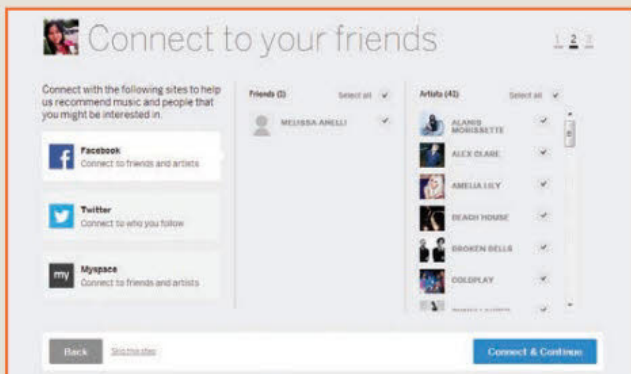 Connect to your friends
1 2 3
Connect with the following sites to help
us recommend music and people that
you might be interested in.
Facebook
Connect to friends and artists
Twitter
Connect to who you follow
my
Myspace
Connect to friends and artists
Friends (1) Select all
MELISSA ANELLI
Artists (41) Select all
ALANIS
MORISSETTE
ALEX CLARE
AMELIA LILY
BEACH HOUSE
BROKEN BELLS
COLDPLAY
Back Skip this step Connect & Continue